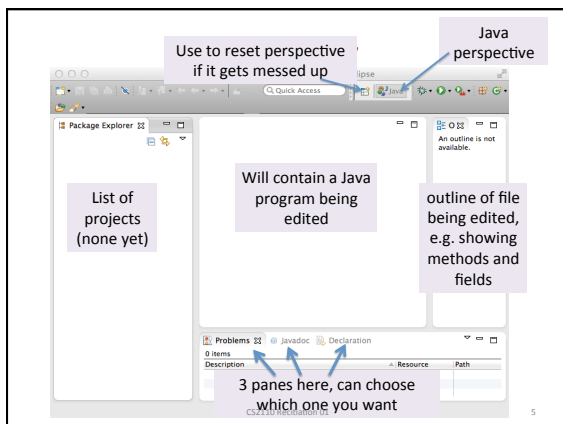 Use to reset perspective
if it gets messed up
Java
perspective
lipse
Quick Access
Java
Package Explorer
O
An outline is not
available.
List of
projects
(none yet)
Will contain a Java
program being
edited
outline of file
being edited,
e.g. showing
methods and
fields
Problems
Javadoc
Declaration
0 items
Description
Resource
Path
3 panes here, can choose
which one you want
CS2110 Recitation 01
5